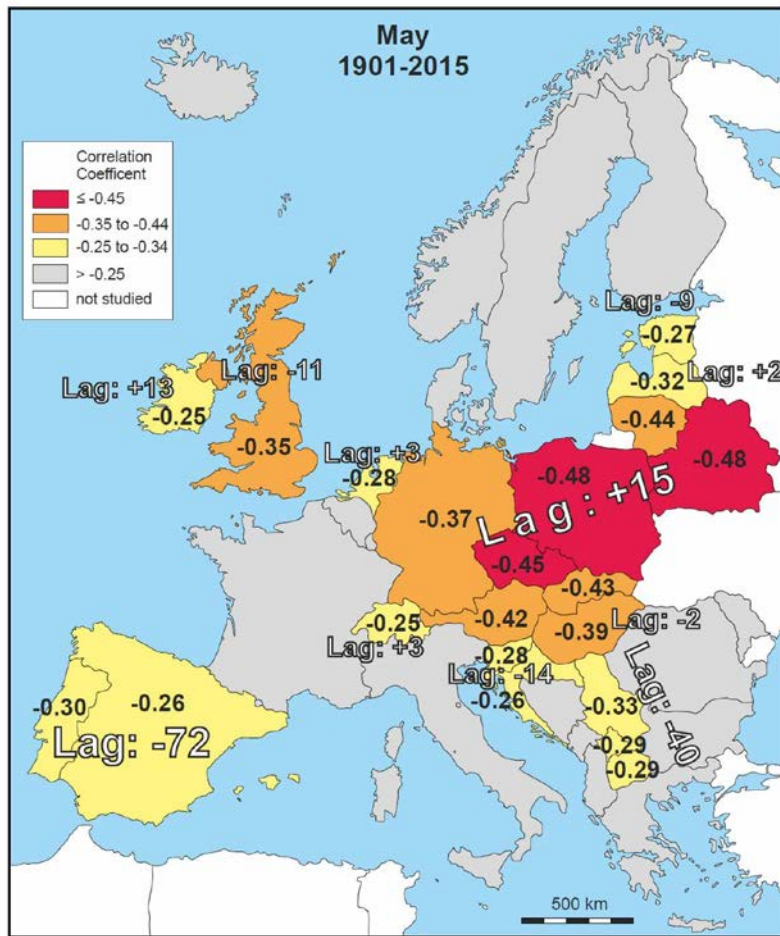 May
1901-2015
Correlation
Coefficent
≤ -0.45
-0.35 to -0.44
-0.25 to -0.34
> -0.25
not studied
Lag: -9
-0.27
Lag: +13
Lag: -11
-0.32
Lag: +2
-0.25
-0.44
-0.35
Lag: +3
-0.28
-0.48
-0.48
Lag: +15
-0.37
-0.45
-0.43
-0.25
-0.42
-0.39
Lag: -2
Lag: +3
-0.28
Lag: -14
-0.30
-0.26
-0.26
-0.33
Lag: -40
Lag: -72
-0.29
-0.29
500 km